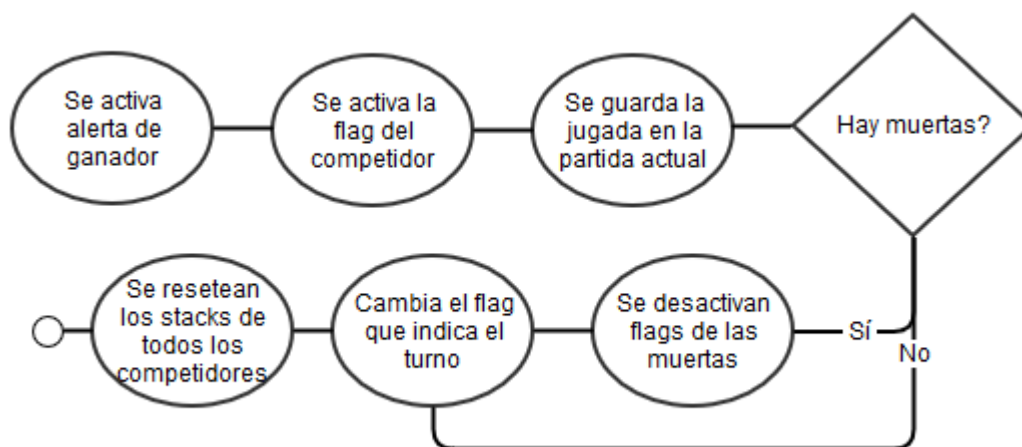 Se activa
alerta de
ganador
Se activa la
flag del
competidor
Se guarda la
jugada en la
partida actual
Hay muertas?
Se resetean
los stacks de
todos los
competidores
Cambia el flag
que indica el
turno
Se desactivan
flags de las
muertas
Sí
No